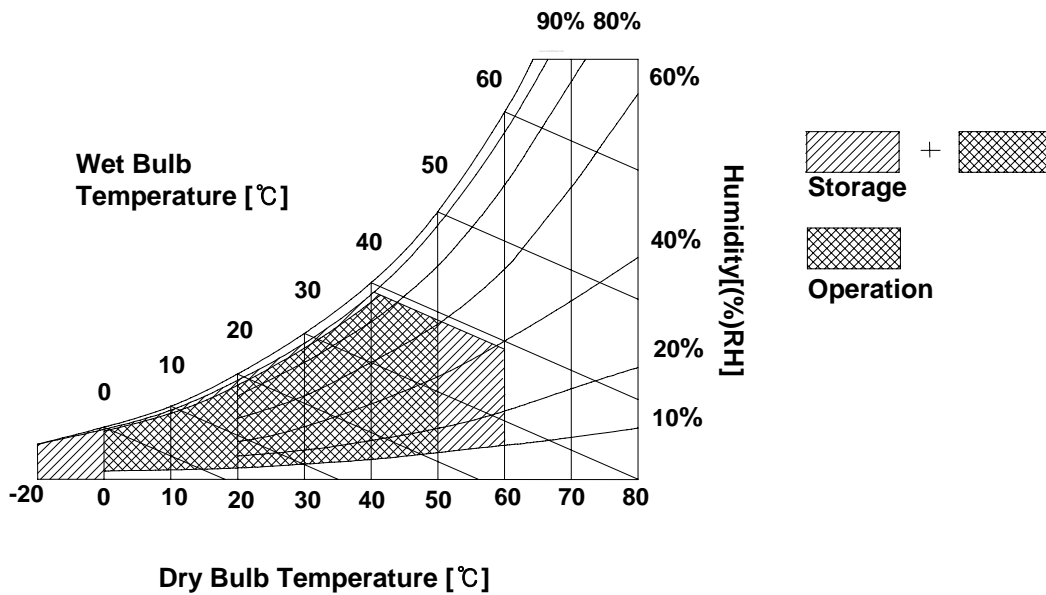 90% 80%
60
60%
Wet Bulb
Temperature [℃]
50
+
Storage
40
40%
Humidity[(%)RH]
30
Operation
20
20%
10
10%
0
-20 0 10 20 30 40 50 60 70 80
Dry Bulb Temperature [℃]